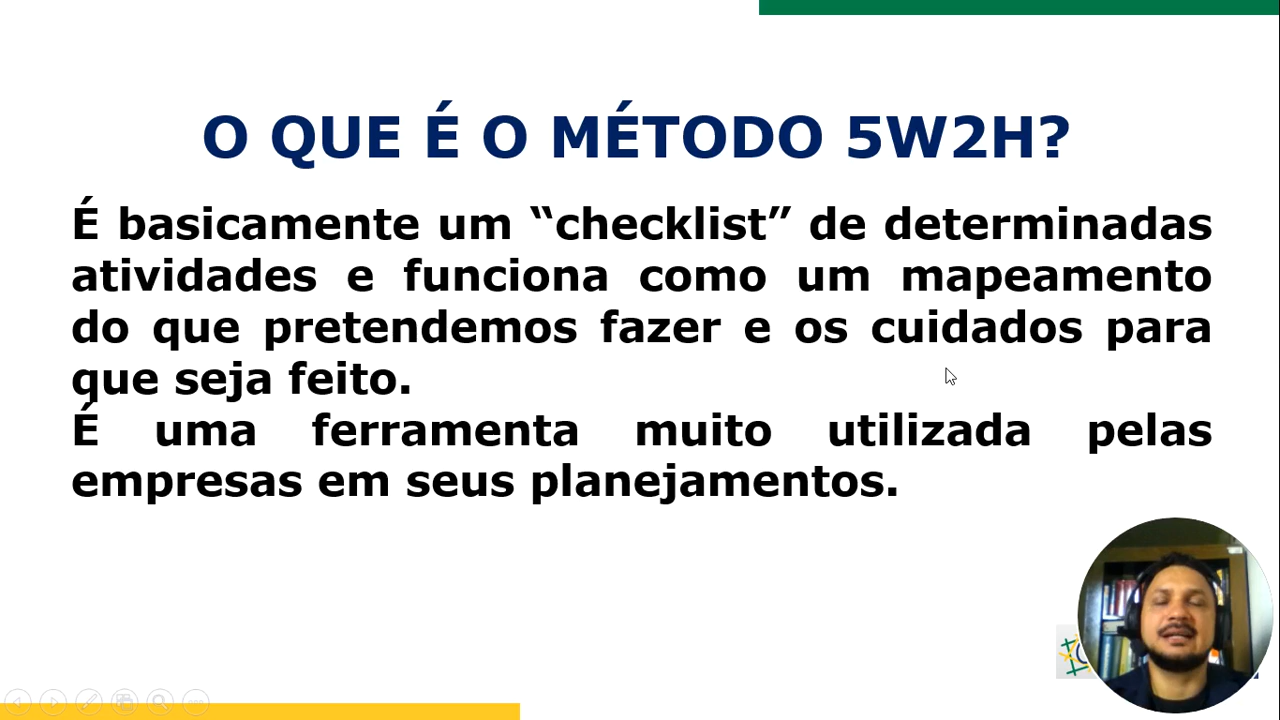 O QUE É O MÉTODO 5W2H?
É basicamente um “checklist” de determinadas
atividades e funciona como um mapeamento
do que pretendemos fazer e os cuidados para
que seja feito.
É uma ferramenta muito utilizada pelas
empresas em seus planejamentos.